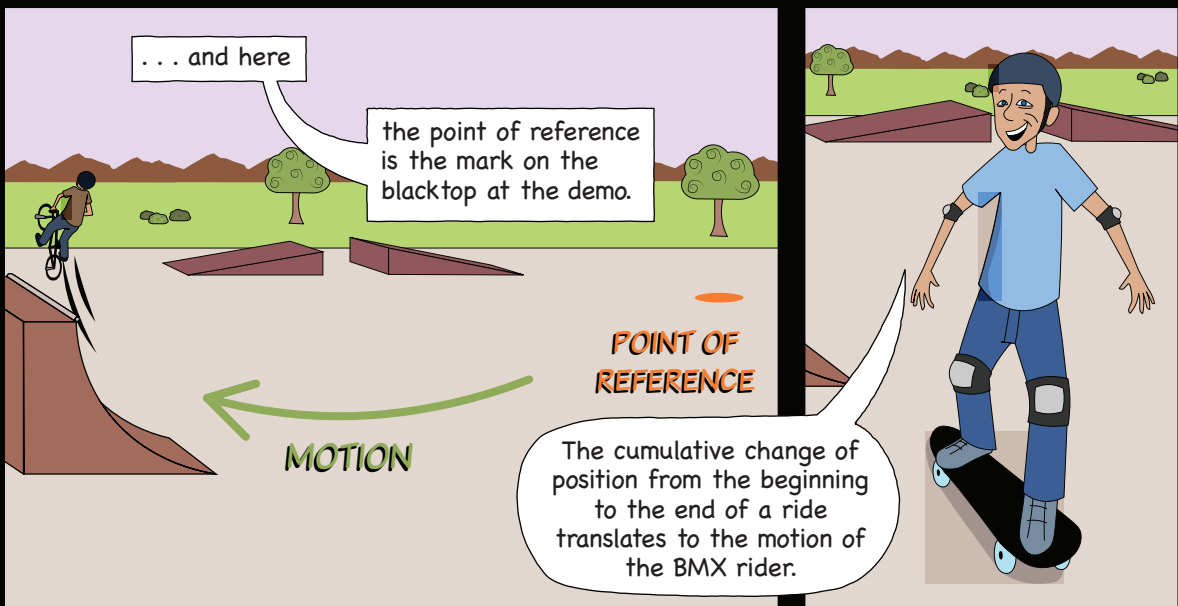 . . . and here
the point of reference
is the mark on the
blacktop at the demo.
POINT OF
REFERENCE
MOTION
The cumulative change of
position from the beginning
to the end of a ride
translates to the motion of
the BMX rider.